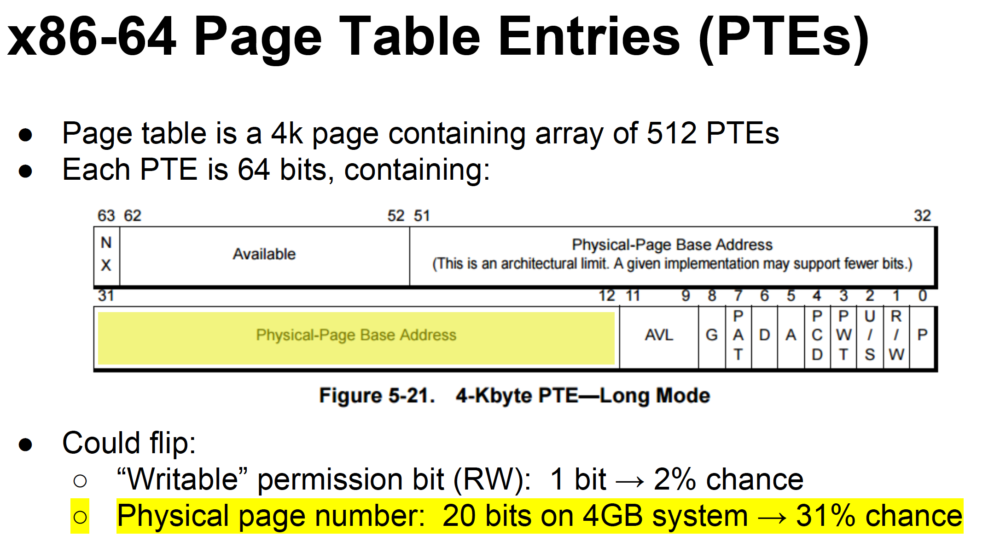 x86-64 Page Table Entries (PTEs)
● Page table is a 4k page containing array of 512 PTEs
● Each PTE is 64 bits, containing:
63 62 52 51 32
N X
Available
Physical-Page Base Address
(This is an architectural limit. A given implementation may support fewer bits.)
31 12 11 9 8 7 6 5 4 3 2 1 0
Physical-Page Base Address
AVL
G
PAT
D
A
PCD
PWT
U/S
R/W
P
Figure 5-21. 4-Kbyte PTE—Long Mode
● Could flip:
○ “Writable” permission bit (RW): 1 bit → 2% chance
○ Physical page number: 20 bits on 4GB system → 31% chance